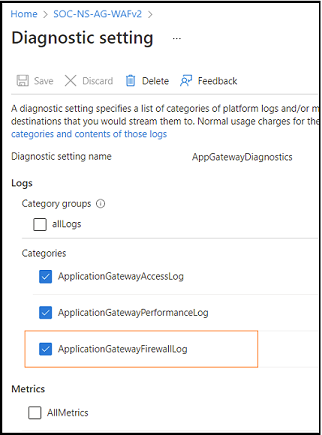 Home > SOC-NS-AG-WAFv2 >
Diagnostic setting ...
Save Discard Delete Feedback
A diagnostic setting specifies a list of categories of platform logs and/or m
destinations that you would stream them to. Normal usage charges for the
categories and contents of those logs
Diagnostic setting name AppGatewayDiagnostics
Logs
Category groups
allLogs
Categories
ApplicationGatewayAccessLog
ApplicationGatewayPerformanceLog
ApplicationGatewayFirewallLog
Metrics
AllMetrics